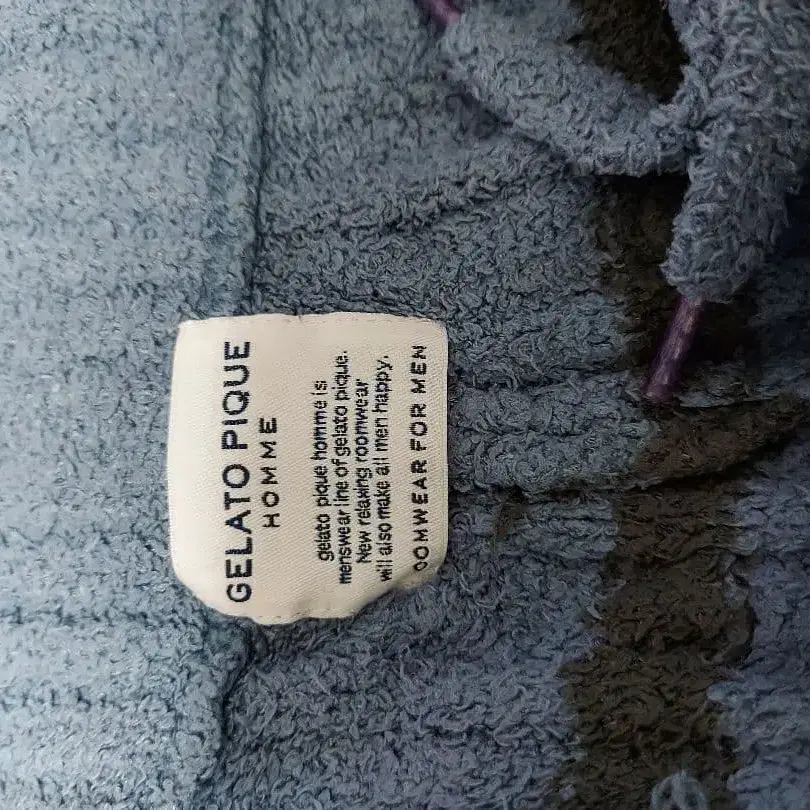 GELATO PIQUE
HOMME
gelato pique homme is
menswear line of gelato pique.
New relaxing roomwear
will also make all men happy.
OOMWEAR FOR MEN